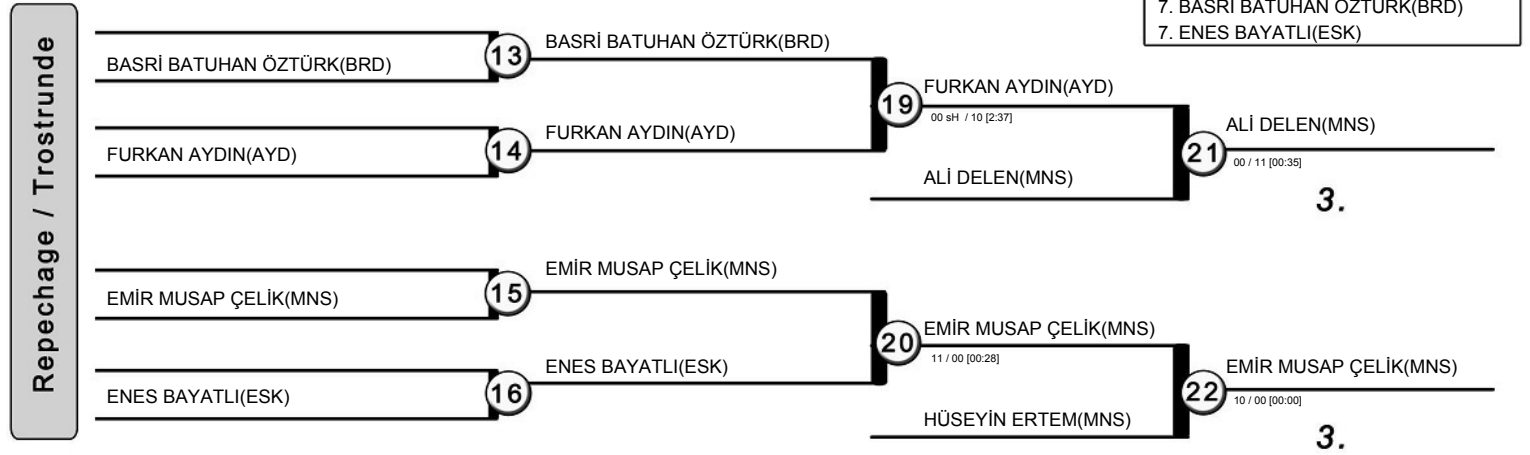 7. BASRİ BATUHAN ÖZTÜRK(BRD)
7. ENES BAYATLI(ESK)
Repechage / Trostrunde
BASRİ BATUHAN ÖZTÜRK(BRD)
13
BASRİ BATUHAN ÖZTÜRK(BRD)
FURKAN AYDIN(AYD)
14
FURKAN AYDIN(AYD)
19
FURKAN AYDIN(AYD)
00 sH / 10 [2:37]
ALİ DELEN(MNS)
21
ALİ DELEN(MNS)
00 / 11 [00:35]
3.
EMİR MUSAP ÇELİK(MNS)
15
EMİR MUSAP ÇELİK(MNS)
ENES BAYATLI(ESK)
16
ENES BAYATLI(ESK)
20
EMİR MUSAP ÇELİK(MNS)
11 / 00 [00:28]
HÜSEYİN ERTEM(MNS)
22
EMİR MUSAP ÇELİK(MNS)
10 / 00 [00:00]
3.